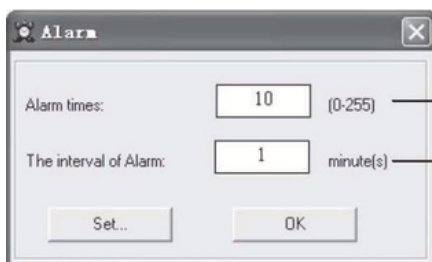 Alarm
Alarm times: 10 (0-255)
The interval of Alarm: 1 minute(s)
Set... OK